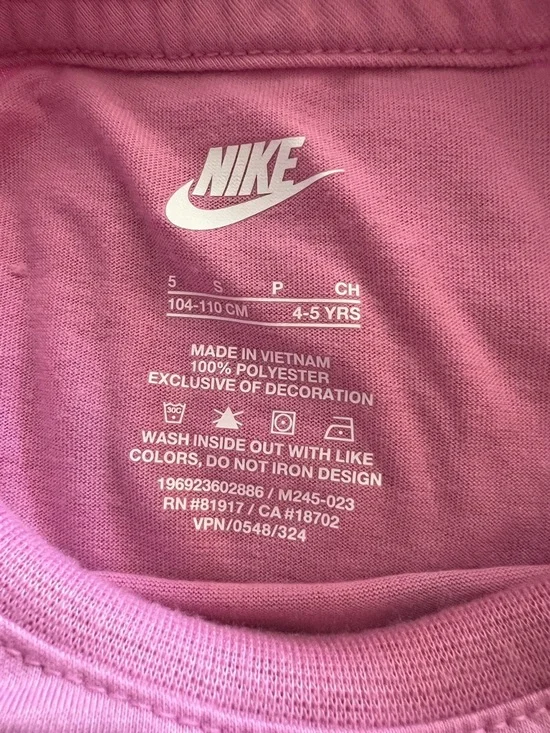 NIKE
5 S P CH
104-110 CM 4-5 YRS
MADE IN VIETNAM
100% POLYESTER
EXCLUSIVE OF DECORATION
30C
WASH INSIDE OUT WITH LIKE
COLORS, DO NOT IRON DESIGN
196923602886 / M245-023
RN #81917 / CA #18702
VPN/0548/324